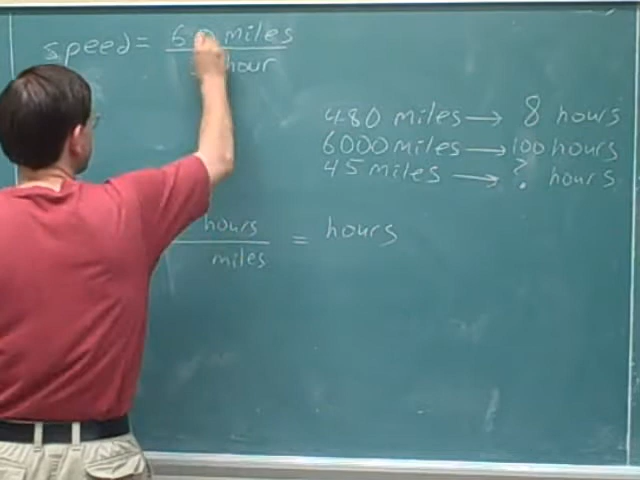 speed = 60 miles
hour
480 miles → 8 hours
6000 miles → 100 hours
45 miles → ? hours
hours
miles
= hours